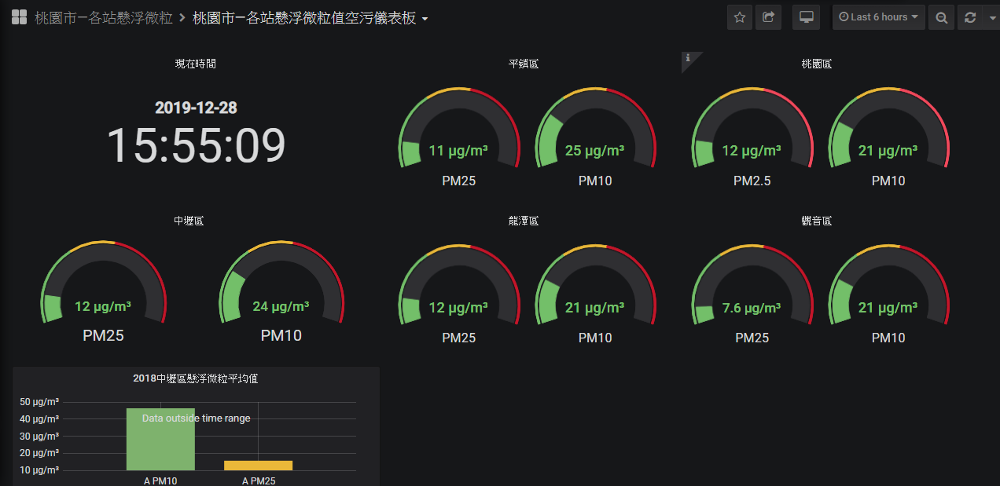 桃園市—各站懸浮微粒 > 桃園市—各站懸浮微粒值空污儀表板
Last 6 hours
現在時間
2019-12-28
15:55:09
平鎮區
11 µg/m³
PM25
25 µg/m³
PM10
i
桃園區
12 µg/m³
PM2.5
21 µg/m³
PM10
中壢區
12 µg/m³
PM25
24 µg/m³
PM10
龍潭區
12 µg/m³
PM25
21 µg/m³
PM10
觀音區
7.6 µg/m³
PM25
21 µg/m³
PM10
2018中壢區懸浮微粒平均值
50 µg/m³
40 µg/m³
30 µg/m³
20 µg/m³
10 µg/m³
Data outside time range
A PM10
A PM25